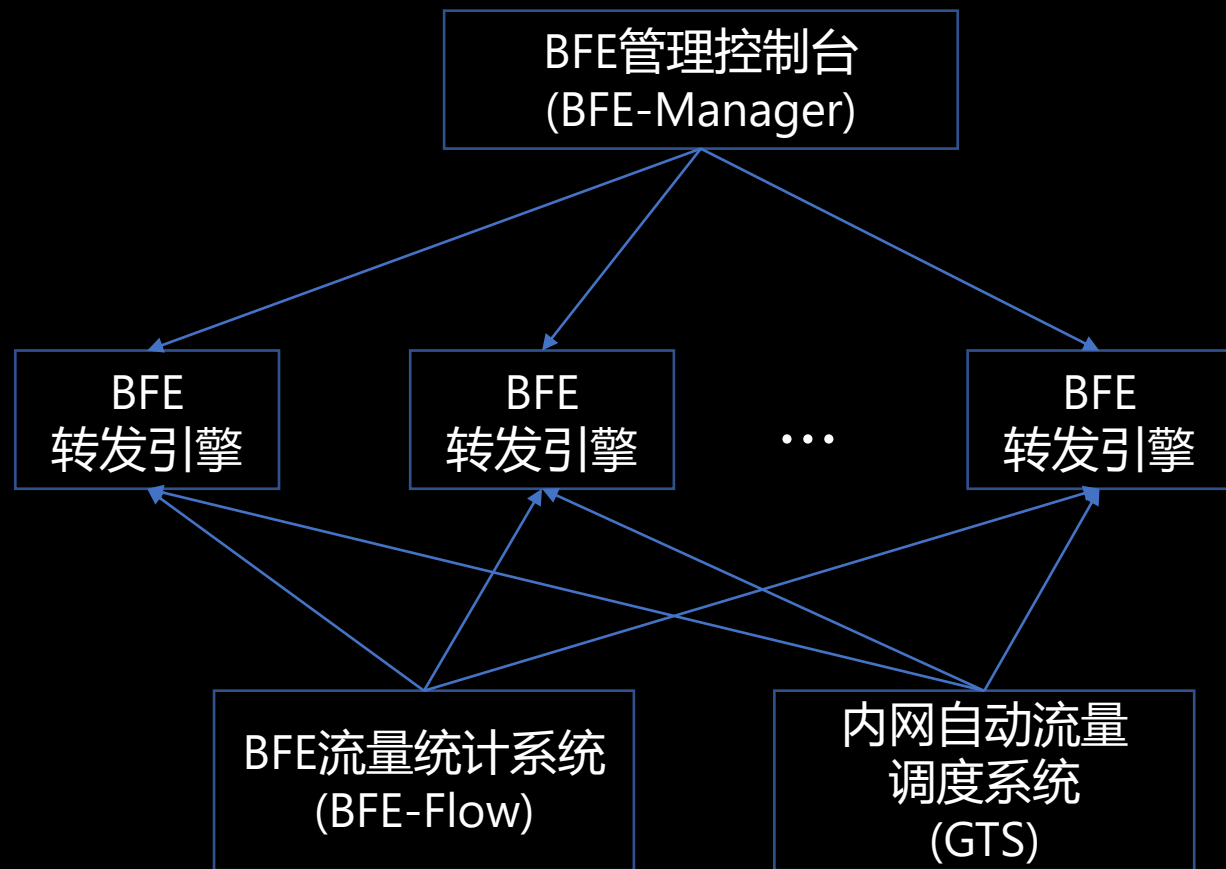 BFE管理控制台
(BFE-Manager)
BFE
转发引擎
BFE
转发引擎
...
BFE
转发引擎
BFE流量统计系统
(BFE-Flow)
内网自动流量
调度系统
(GTS)